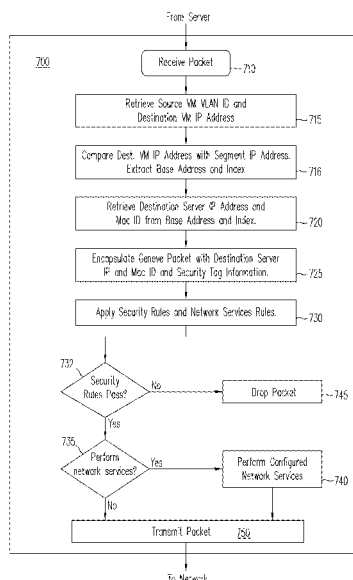 From Server
700
Receive Packet
710
Retrieve Source VM VLAN ID and
Destination VM IP Address
715
Compare Dest. VM IP Address with Segment IP Address.
Extract Base Address and Index
716
Retrieve Destination Server IP Address and
Mac ID from Base Address and Index.
720
Encapsulate Geneve Packet with Destination Server
IP and Mac ID and Security Tag Information.
725
Apply Security Rules and Network Services Rules.
730
732
Security
Rules Pass?
No
Drop Packet
745
Yes
735
Perform
network services?
Yes
Perform Configured
Network Services
740
No
Transmit Packet 750
To Network